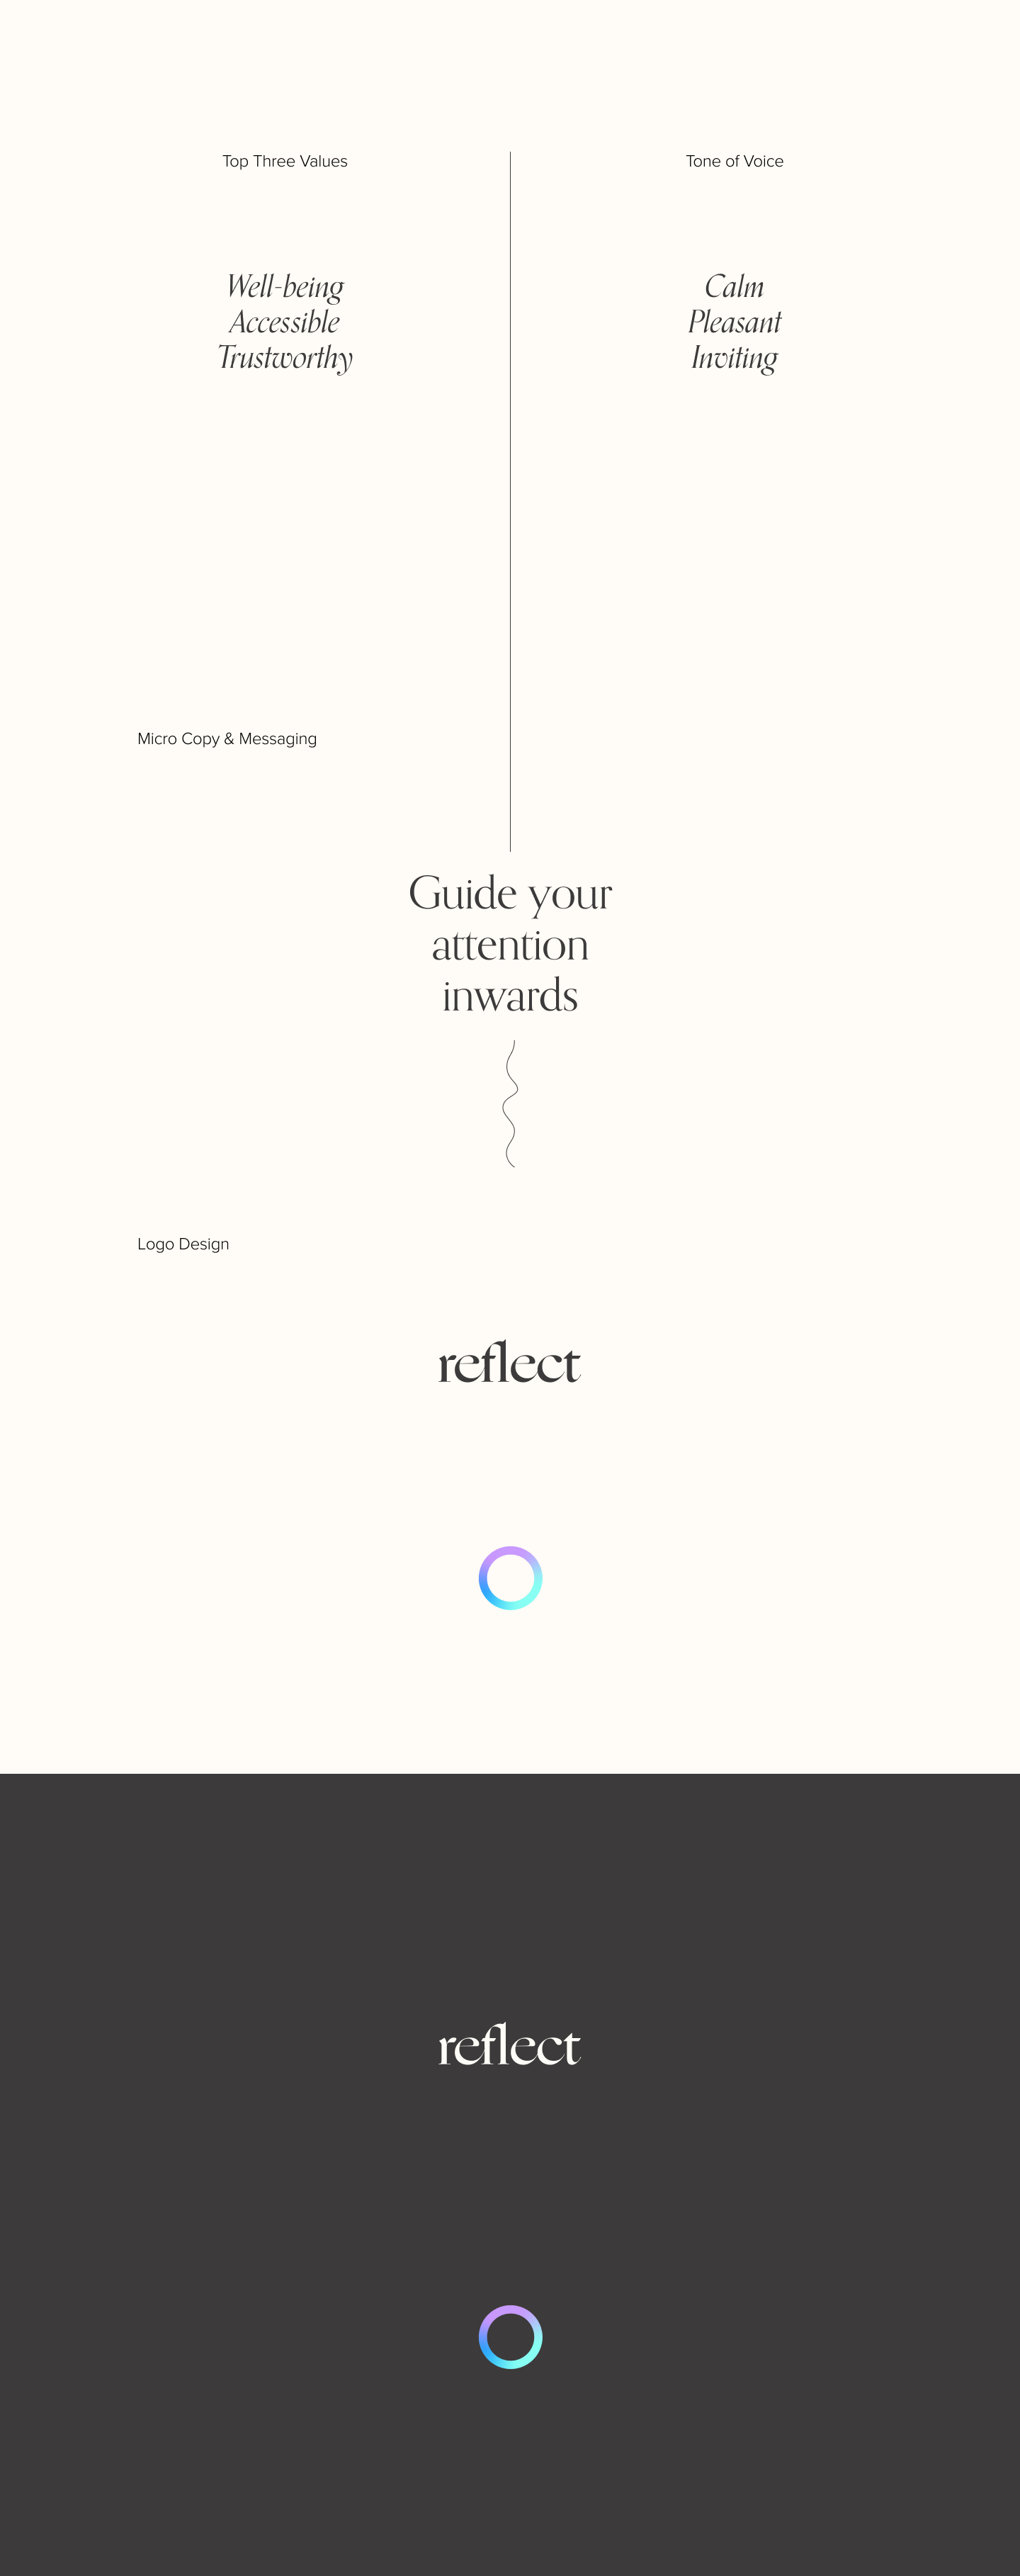 Top Three Values
Well-being
Accessible
Trustworthy
Tone of Voice
Calm
Pleasant
Inviting
Micro Copy & Messaging
Guide your
attention
inwards
Logo Design
reflect
reflect